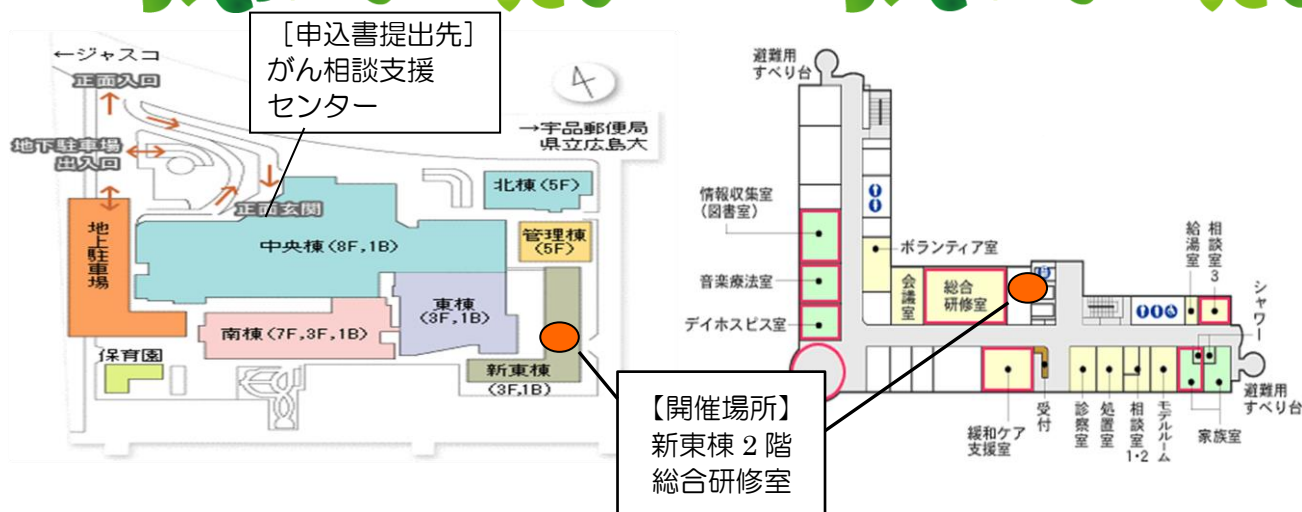 ［申込書提出先］
がん相談支援
センター
←ジャスコ
正面入口
地下駐車場
出入口
正面玄関
→宇品郵便局
県立広島大
北棟(5F)
管理棟
(5F)
中央棟(8F,1B)
地上駐車場
東棟
(3F,1B)
南棟(7F,3F,1B)
保育園
新東棟
(3F,1B)
【開催場所】
新東棟２階
総合研修室
避難用
すべり台
情報収集室
(図書室)
音楽療法室
デイホスピス室
ボランティア室
会議室
総合
研修室
給湯室
相談室3
シャワー
避難用
すべり台
緩和ケア
支援室
受付
診察室
処置室
相談室
1・2
モデルルーム
家族室